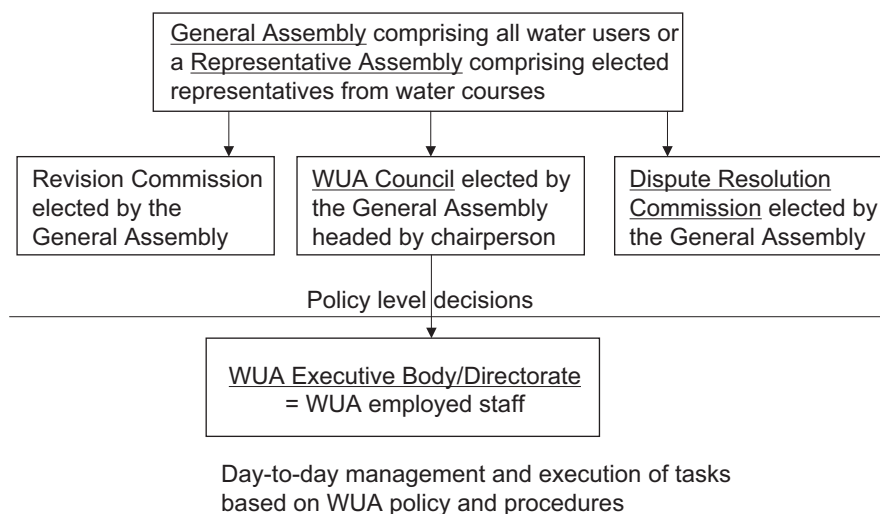 General Assembly comprising all water users or
a Representative Assembly comprising elected
representatives from water courses
Revision Commission
elected by the
General Assembly
WUA Council elected by
the General Assembly
headed by chairperson
Dispute Resolution
Commission elected by
the General Assembly
Policy level decisions
WUA Executive Body/Directorate
= WUA employed staff
Day-to-day management and execution of tasks
based on WUA policy and procedures